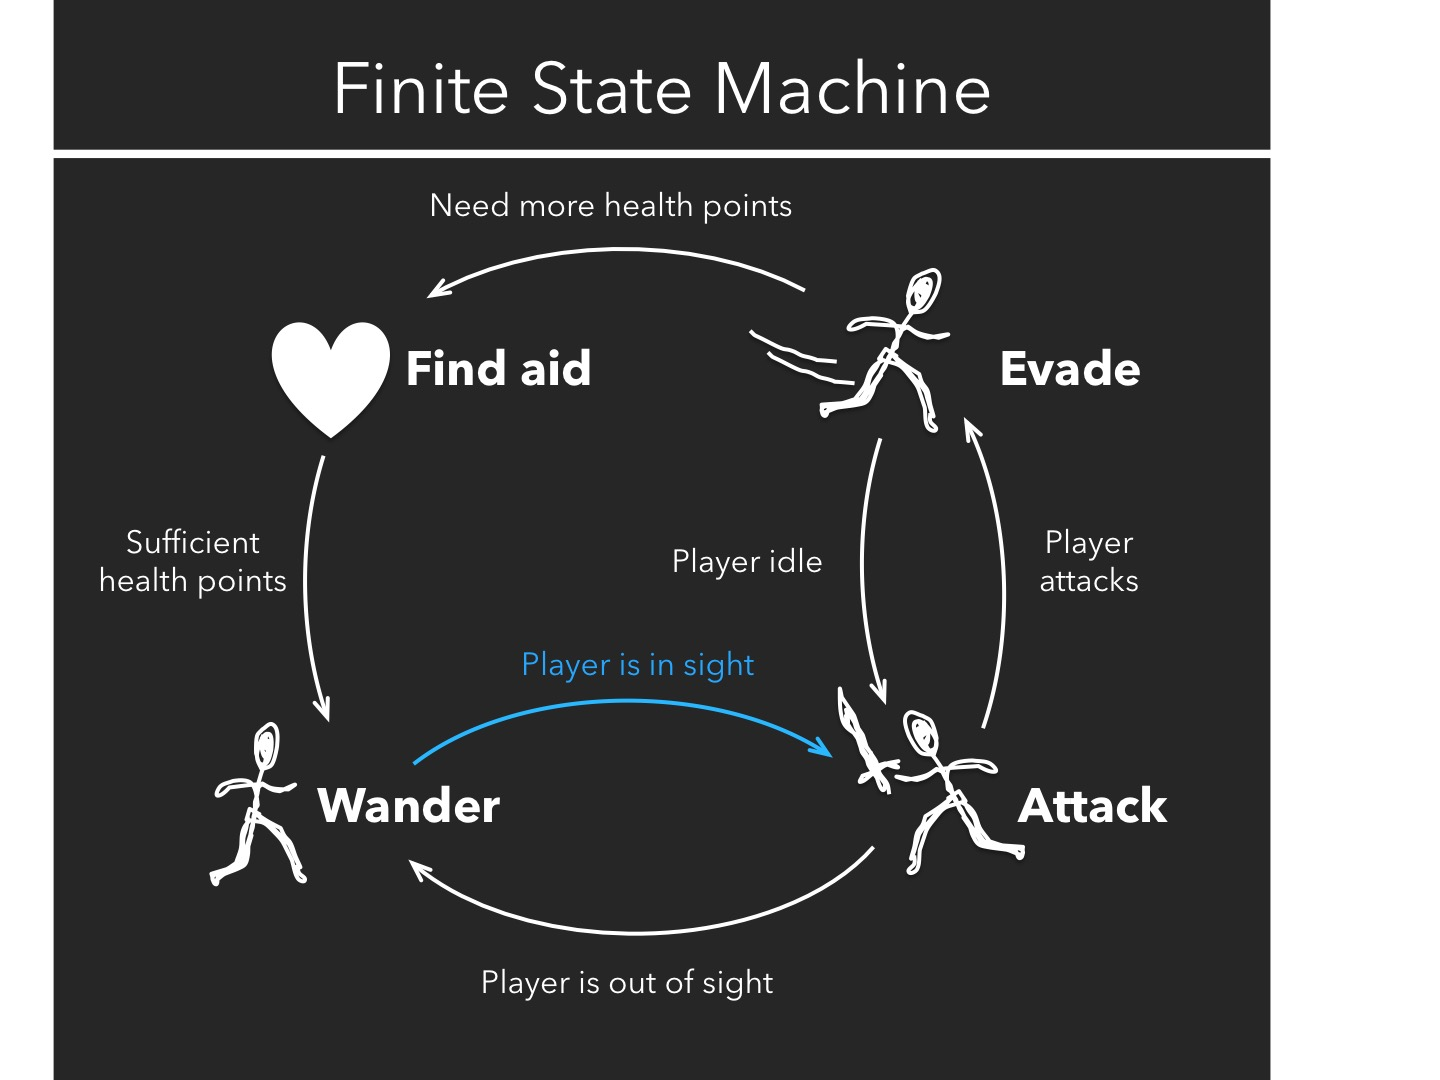 Finite State Machine
Need more health points
Find aid
Evade
Sufficient
health points
Player idle
Player
attacks
Player is in sight
Wander
Attack
Player is out of sight